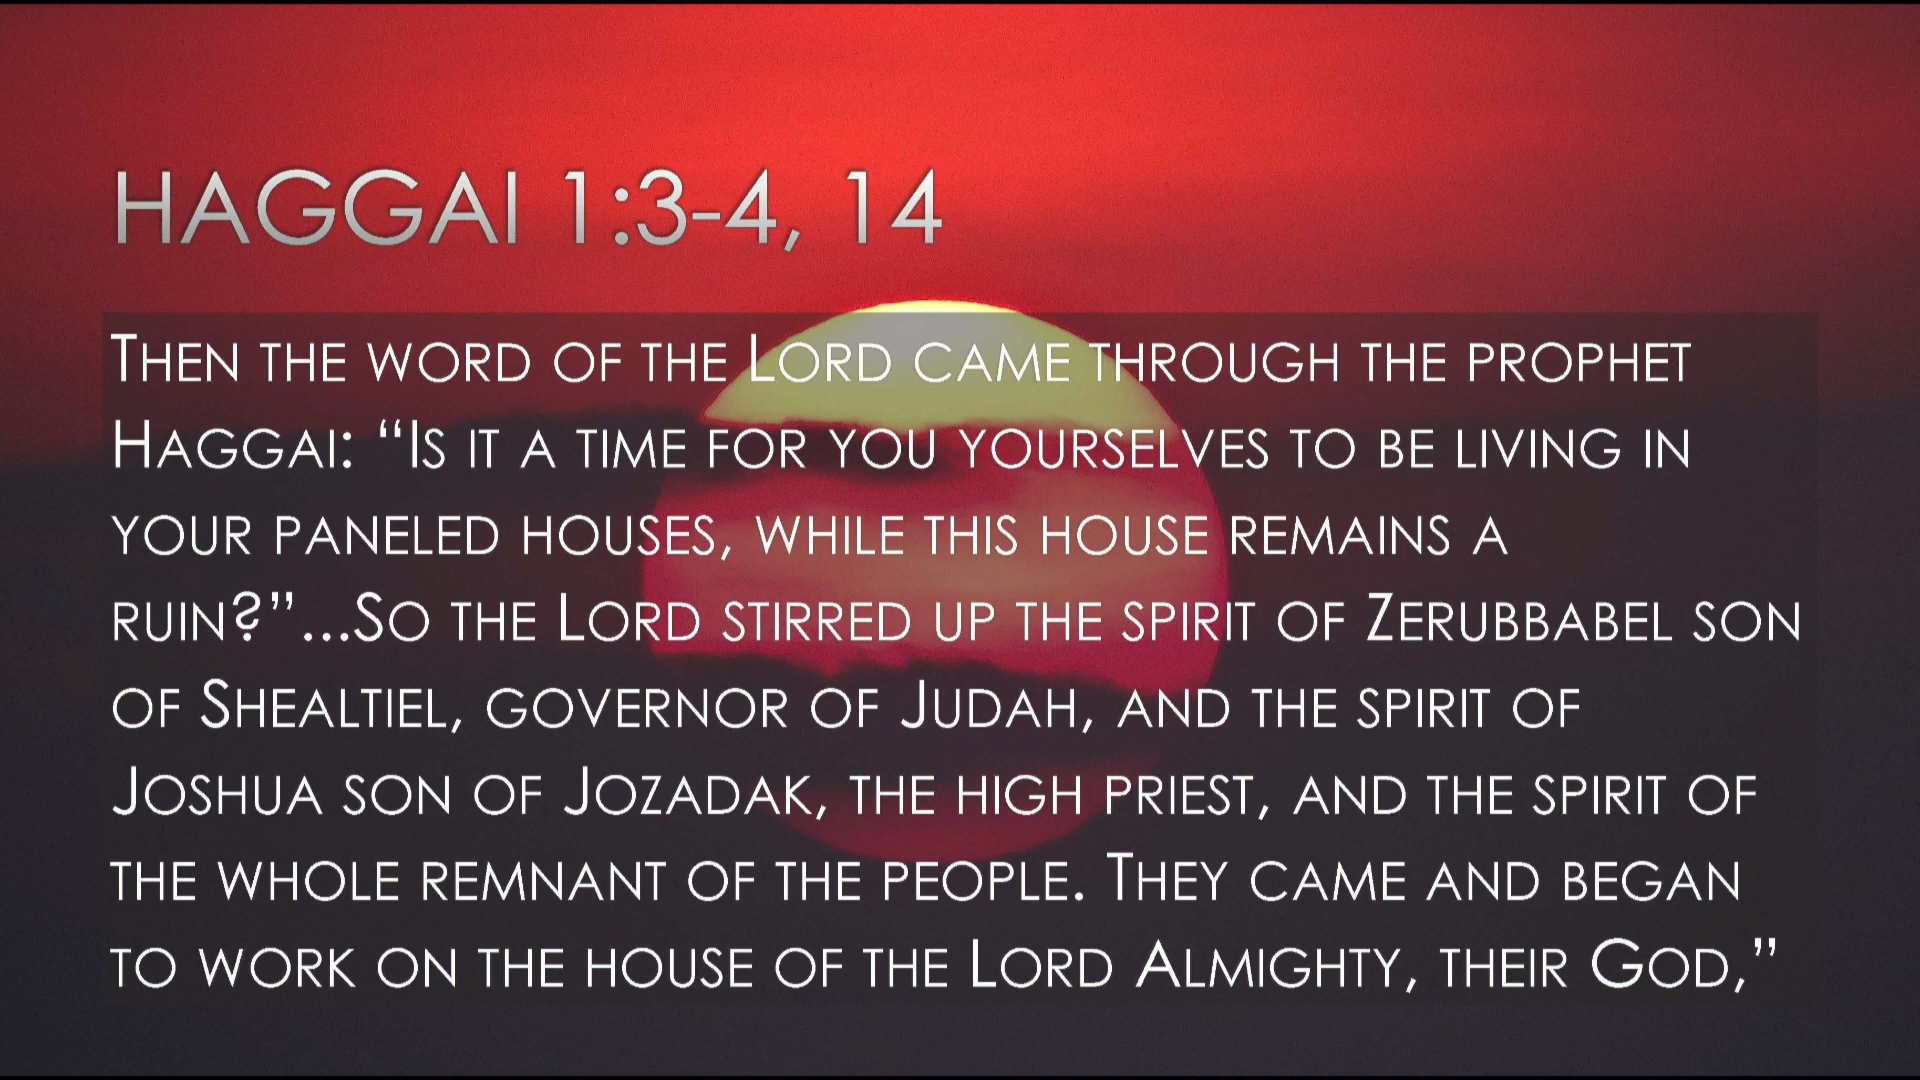 HAGGAI 1:3-4, 14
THEN THE WORD OF THE LORD CAME THROUGH THE PROPHET
HAGGAI: “IS IT A TIME FOR YOU YOURSELVES TO BE LIVING IN
YOUR PANELED HOUSES, WHILE THIS HOUSE REMAINS A
RUIN?”...SO THE LORD STIRRED UP THE SPIRIT OF ZERUBBABEL SON
OF SHEALTIEL, GOVERNOR OF JUDAH, AND THE SPIRIT OF
JOSHUA SON OF JOZADAK, THE HIGH PRIEST, AND THE SPIRIT OF
THE WHOLE REMNANT OF THE PEOPLE. THEY CAME AND BEGAN
TO WORK ON THE HOUSE OF THE LORD ALMIGHTY, THEIR GOD,”